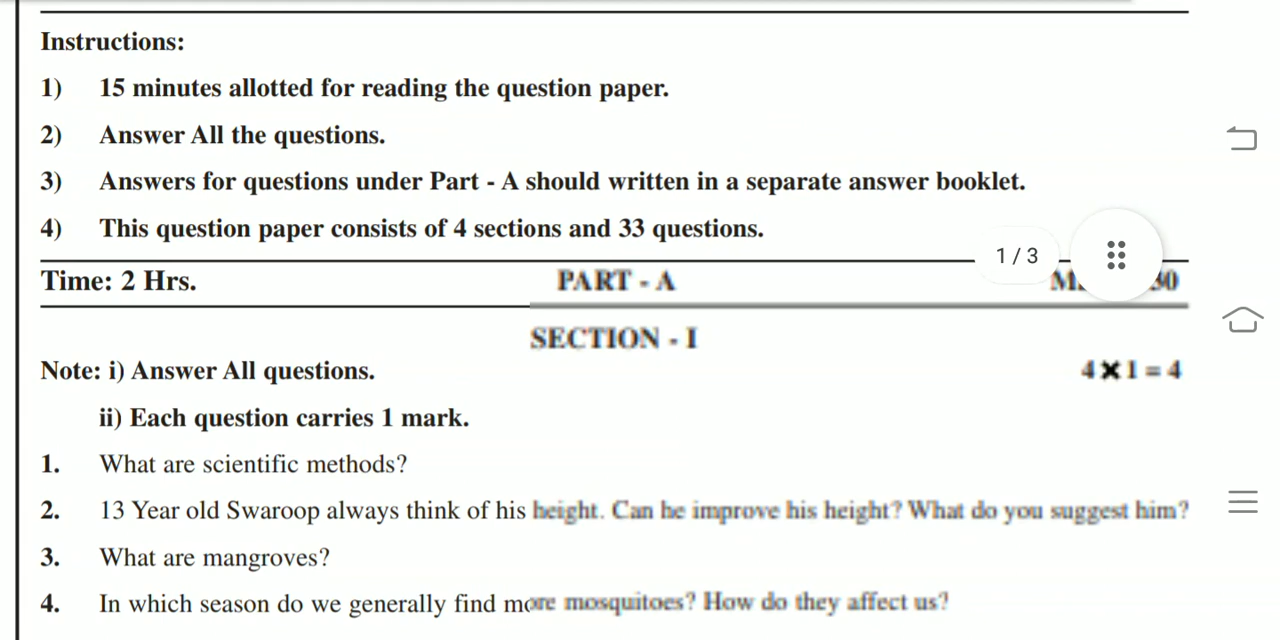 Instructions:
1) 15 minutes allotted for reading the question paper.
2) Answer All the questions.
3) Answers for questions under Part - A should written in a separate answer booklet.
4) This question paper consists of 4 sections and 33 questions.
1 / 3
Time: 2 Hrs. PART - A
SECTION - I
Note: i) Answer All questions. 4 × 1 = 4
ii) Each question carries 1 mark.
1. What are scientific methods?
2. 13 Year old Swaroop always think of his height. Can he improve his height? What do you suggest him?
3. What are mangroves?
4. In which season do we generally find more mosquitoes? How do they affect us?